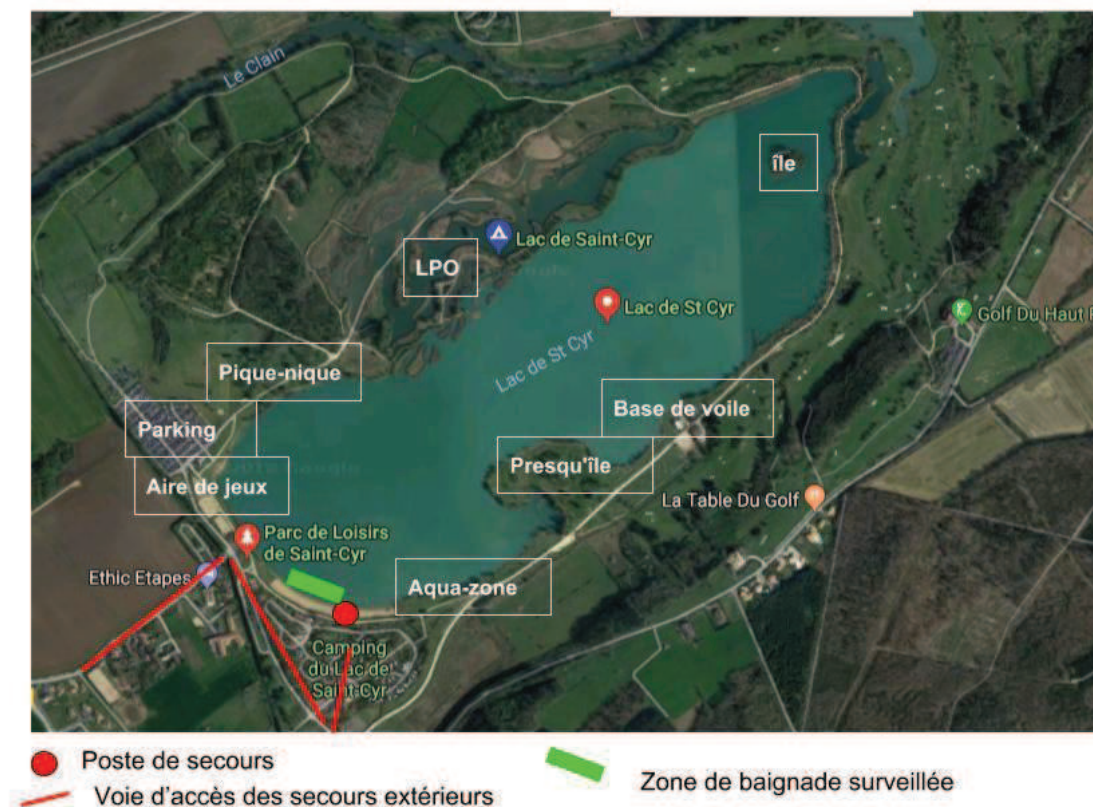 Le Clain
île
Lac de Saint-Cyr
LPO
Lac de St Cyr
Golf Du Haut P
Lac de St Cyr
Pique-nique
Base de voile
Parking
Presqu'île
Aire de jeux
La Table Du Golf
Parc de Loisirs
de Saint-Cyr
Ethic Etapes
Aqua-zone
Camping
du Lac de
Saint-Cyr
Poste de secours
Zone de baignade surveillée
Voie d'accès des secours extérieurs